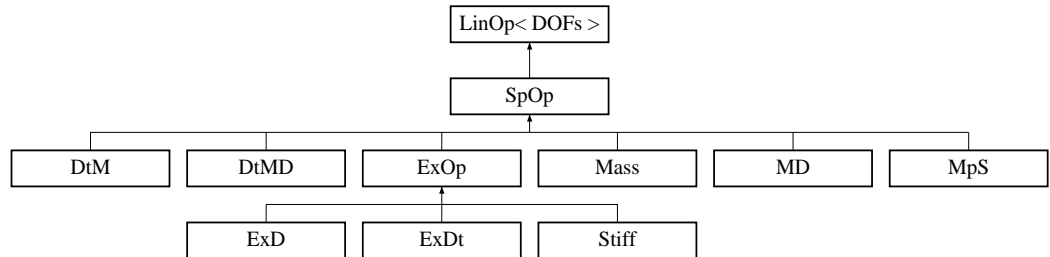 LinOp< DOFs >
SpOp
DtM DtMD ExOp Mass MD MpS
ExD ExDt Stiff